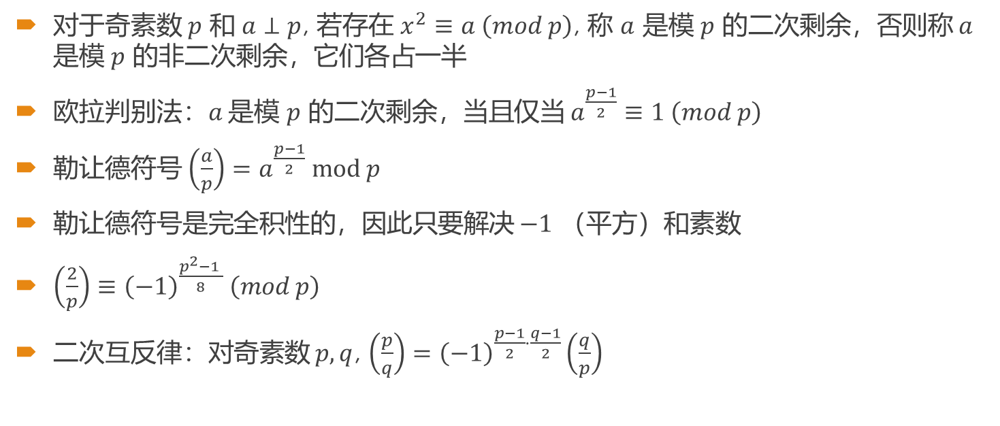 对于奇素数 𝑝 和 𝑎 ⊥ 𝑝, 若存在 𝑥² ≡ 𝑎 (𝑚𝑜𝑑 𝑝), 称 𝑎 是模 𝑝 的二次剩余，否则称 𝑎
是模 𝑝 的非二次剩余，它们各占一半
欧拉判别法：𝑎 是模 𝑝 的二次剩余，当且仅当 $a^{\frac{p-1}{2}} \equiv 1 \ (mod\ p)$
勒让德符号 $\left(\frac{a}{p}\right) = a^{\frac{p-1}{2}} \bmod p$
勒让德符号是完全积性的，因此只要解决 −1 （平方）和素数
$\left(\frac{2}{p}\right) \equiv (-1)^{\frac{p^2-1}{8}} \ (mod\ p)$
二次互反律：对奇素数 𝑝, 𝑞, $\left(\frac{p}{q}\right) = (-1)^{\frac{p-1}{2} \cdot \frac{q-1}{2}} \left(\frac{q}{p}\right)$